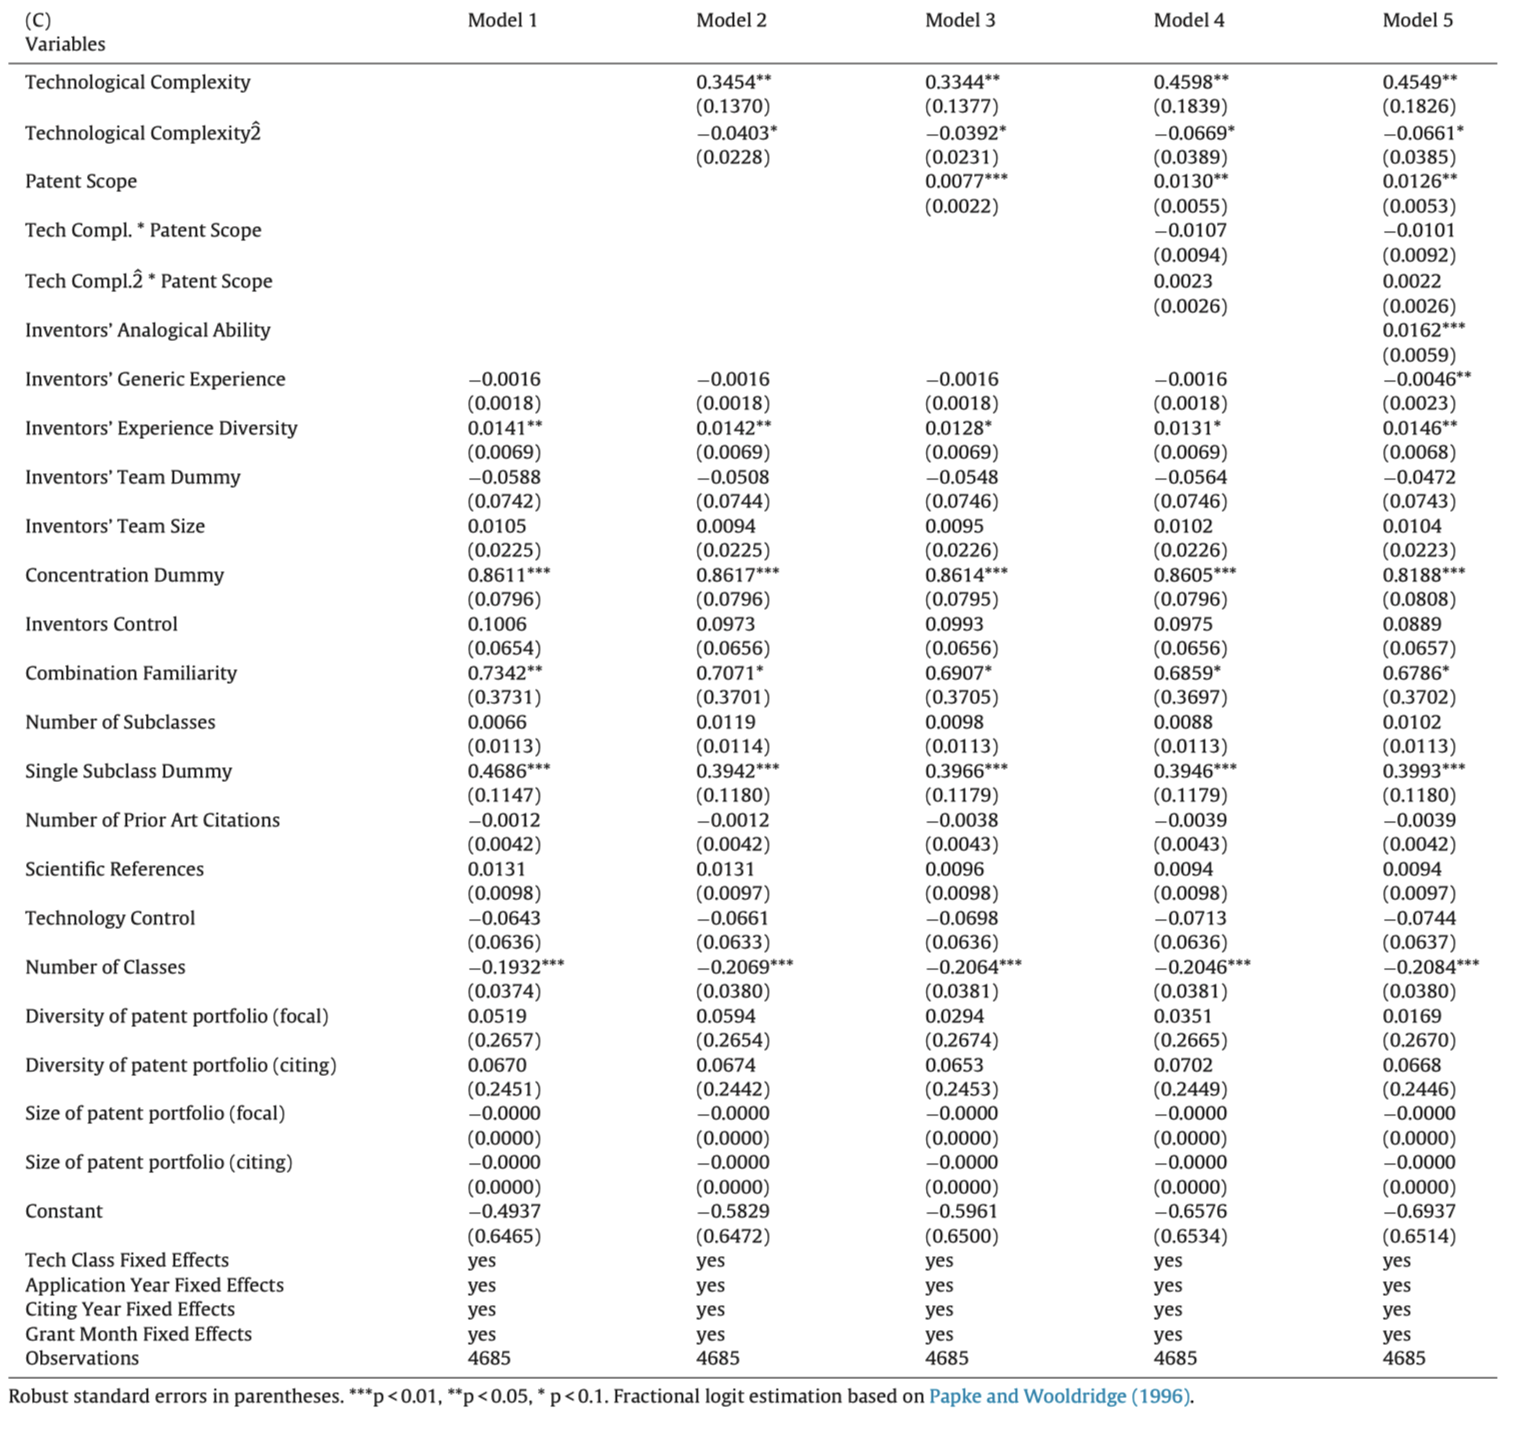 (C) Model 1 Model 2 Model 3 Model 4 Model 5
Variables
Technological Complexity 0.3454** 0.3344** 0.4598** 0.4549**
(0.1370) (0.1377) (0.1839) (0.1826)
Technological Complexity2̂ −0.0403* −0.0392* −0.0669* −0.0661*
(0.0228) (0.0231) (0.0389) (0.0385)
Patent Scope 0.0077*** 0.0130** 0.0126**
(0.0022) (0.0055) (0.0053)
Tech Compl. * Patent Scope −0.0107 −0.0101
(0.0094) (0.0092)
Tech Compl.2̂ * Patent Scope 0.0023 0.0022
(0.0026) (0.0026)
Inventors’ Analogical Ability 0.0162***
(0.0059)
Inventors’ Generic Experience −0.0016 −0.0016 −0.0016 −0.0016 −0.0046**
(0.0018) (0.0018) (0.0018) (0.0018) (0.0023)
Inventors’ Experience Diversity 0.0141** 0.0142** 0.0128* 0.0131* 0.0146**
(0.0069) (0.0069) (0.0069) (0.0069) (0.0068)
Inventors’ Team Dummy −0.0588 −0.0508 −0.0548 −0.0564 −0.0472
(0.0742) (0.0744) (0.0746) (0.0746) (0.0743)
Inventors’ Team Size 0.0105 0.0094 0.0095 0.0102 0.0104
(0.0225) (0.0225) (0.0226) (0.0226) (0.0223)
Concentration Dummy 0.8611*** 0.8617*** 0.8614*** 0.8605*** 0.8188***
(0.0796) (0.0796) (0.0795) (0.0796) (0.0808)
Inventors Control 0.1006 0.0973 0.0993 0.0975 0.0889
(0.0654) (0.0656) (0.0656) (0.0656) (0.0657)
Combination Familiarity 0.7342** 0.7071* 0.6907* 0.6859* 0.6786*
(0.3731) (0.3701) (0.3705) (0.3697) (0.3702)
Number of Subclasses 0.0066 0.0119 0.0098 0.0088 0.0102
(0.0113) (0.0114) (0.0113) (0.0113) (0.0113)
Single Subclass Dummy 0.4686*** 0.3942*** 0.3966*** 0.3946*** 0.3993***
(0.1147) (0.1180) (0.1179) (0.1179) (0.1180)
Number of Prior Art Citations −0.0012 −0.0012 −0.0038 −0.0039 −0.0039
(0.0042) (0.0042) (0.0043) (0.0043) (0.0042)
Scientific References 0.0131 0.0131 0.0096 0.0094 0.0094
(0.0098) (0.0097) (0.0098) (0.0098) (0.0097)
Technology Control −0.0643 −0.0661 −0.0698 −0.0713 −0.0744
(0.0636) (0.0633) (0.0636) (0.0636) (0.0637)
Number of Classes −0.1932*** −0.2069*** −0.2064*** −0.2046*** −0.2084***
(0.0374) (0.0380) (0.0381) (0.0381) (0.0380)
Diversity of patent portfolio (focal) 0.0519 0.0594 0.0294 0.0351 0.0169
(0.2657) (0.2654) (0.2674) (0.2665) (0.2670)
Diversity of patent portfolio (citing) 0.0670 0.0674 0.0653 0.0702 0.0668
(0.2451) (0.2442) (0.2453) (0.2449) (0.2446)
Size of patent portfolio (focal) −0.0000 −0.0000 −0.0000 −0.0000 −0.0000
(0.0000) (0.0000) (0.0000) (0.0000) (0.0000)
Size of patent portfolio (citing) −0.0000 −0.0000 −0.0000 −0.0000 −0.0000
(0.0000) (0.0000) (0.0000) (0.0000) (0.0000)
Constant −0.4937 −0.5829 −0.5961 −0.6576 −0.6937
(0.6465) (0.6472) (0.6500) (0.6534) (0.6514)
Tech Class Fixed Effects yes yes yes yes yes
Application Year Fixed Effects yes yes yes yes yes
Citing Year Fixed Effects yes yes yes yes yes
Grant Month Fixed Effects yes yes yes yes yes
Observations 4685 4685 4685 4685 4685
Robust standard errors in parentheses. ***p < 0.01, **p < 0.05, * p < 0.1. Fractional logit estimation based on Papke and Wooldridge (1996).